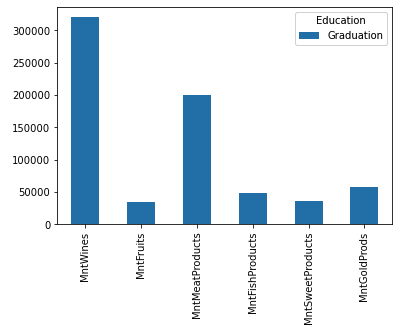 Education
Graduation
300000
250000
200000
150000
100000
50000
0
MntWines
MntFruits
MntMeatProducts
MntFishProducts
MntSweetProducts
MntGoldProds